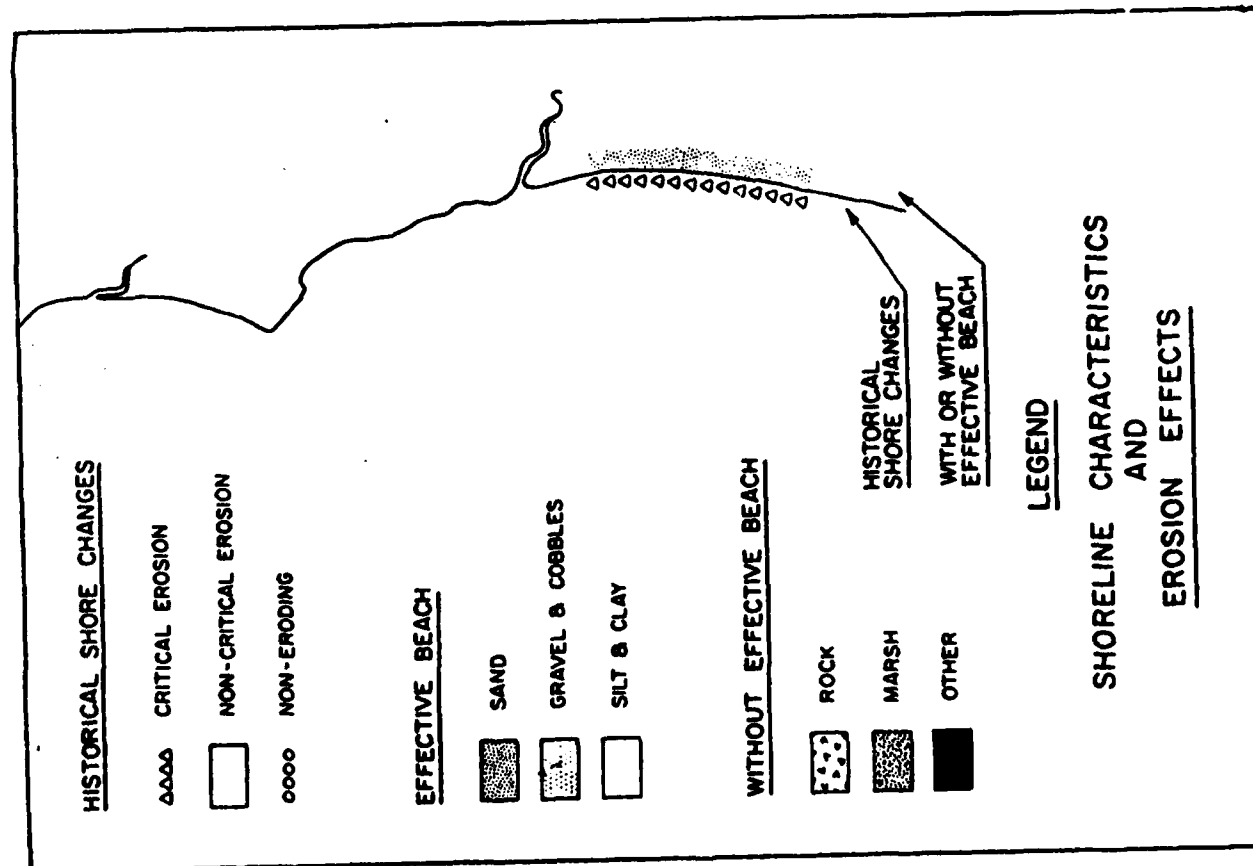 HISTORICAL SHORE CHANGES
CRITICAL EROSION
NON-CRITICAL EROSION
NON-ERODING
EFFECTIVE BEACH
SAND
GRAVEL & COBBLES
SILT & CLAY
WITHOUT EFFECTIVE BEACH
ROCK
MARSH
OTHER
HISTORICAL
SHORE CHANGES
WITH OR WITHOUT
EFFECTIVE BEACH
LEGEND
SHORELINE CHARACTERISTICS
AND
EROSION EFFECTS